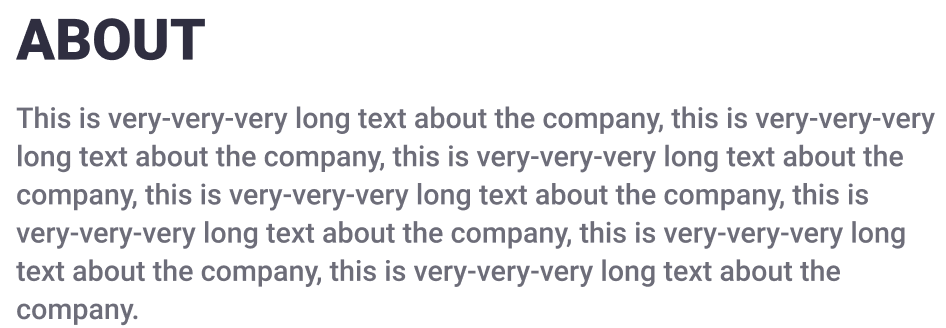 ABOUT
This is very-very-very long text about the company, this is very-very-very
long text about the company, this is very-very-very long text about the
company, this is very-very-very long text about the company, this is
very-very-very long text about the company, this is very-very-very long
text about the company, this is very-very-very long text about the
company.